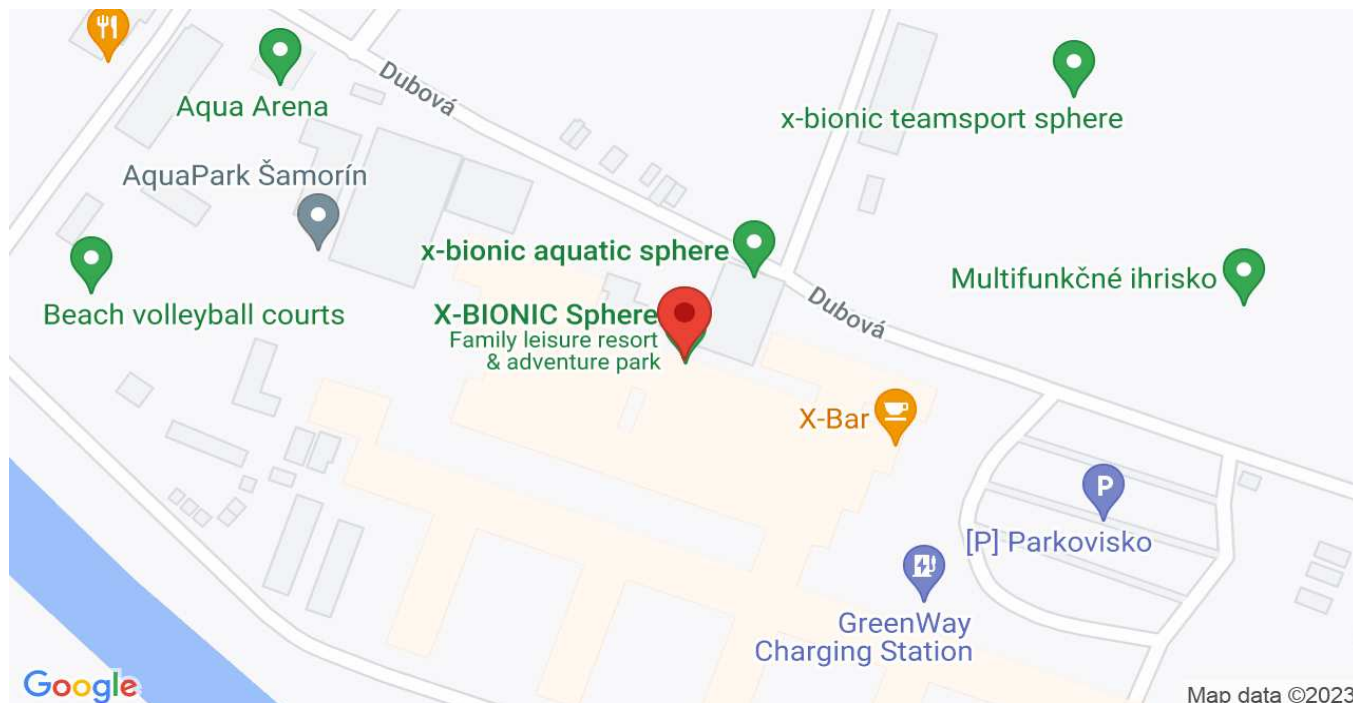 Aqua Arena
Dubová
x-bionic teamsport sphere
AquaPark Šamorín
x-bionic aquatic sphere
Multifunkčné ihrisko
Beach volleyball courts
X-BIONIC Sphere
Family leisure resort
& adventure park
Dubová
X-Bar
P
[P] Parkovisko
GreenWay
Charging Station
Google
Map data ©2023